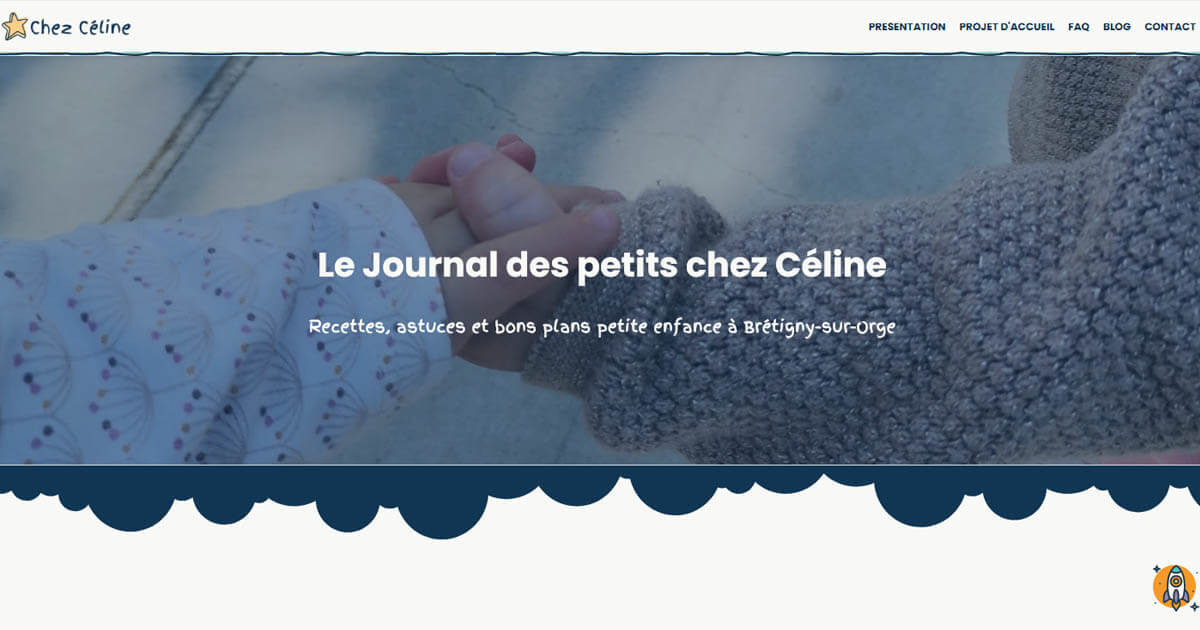 Chez Céline
PRESENTATION PROJET D'ACCUEIL FAQ BLOG CONTACT
Le Journal des petits chez Céline
Recettes, astuces et bons plans petite enfance à Brétigny-sur-Orge